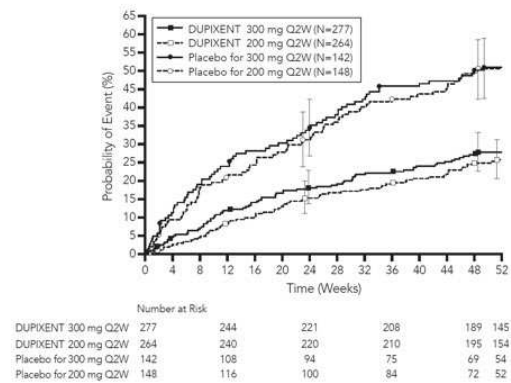 65
60
55
50
45
40
35
30
25
20
15
10
5
0
Probability of Event (%)
DUPIXENT 300 mg Q2W (N=277)
DUPIXENT 200 mg Q2W (N=264)
Placebo for 300 mg Q2W (N=142)
Placebo for 200 mg Q2W (N=148)
0 4 8 12 16 20 24 28 32 36 40 44 48 52
Time (Weeks)
Number at Risk
DUPIXENT 300 mg Q2W 277 244 221 208 189 145
DUPIXENT 200 mg Q2W 264 240 220 210 195 154
Placebo for 300 mg Q2W 142 108 94 75 69 54
Placebo for 200 mg Q2W 148 116 100 84 72 52